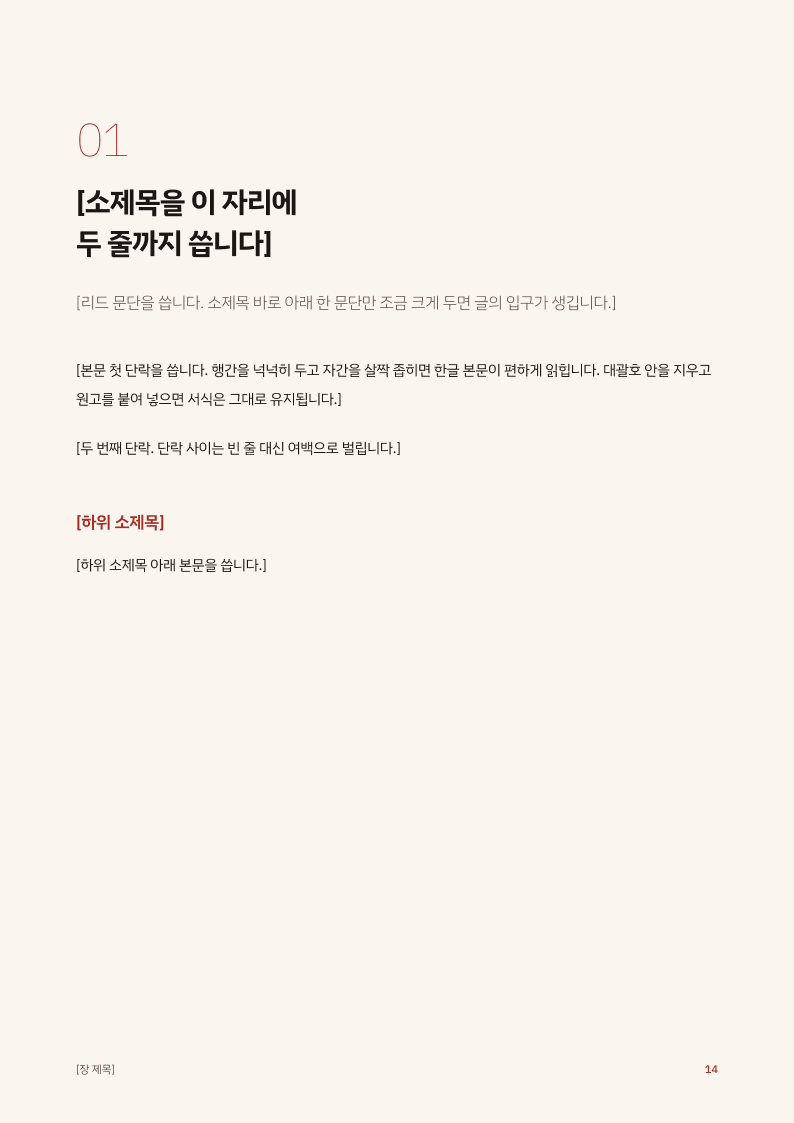 01
[소제목을 이 자리에
두 줄까지 씁니다]
[리드 문단을 씁니다. 소제목 바로 아래 한 문단만 조금 크게 두면 글의 입구가 생깁니다.]
[본문 첫 단락을 씁니다. 행간을 넉넉히 두고 자간을 살짝 좁히면 한글 본문이 편하게 읽힙니다. 대괄호 안을 지우고
원고를 붙여 넣으면 서식은 그대로 유지됩니다.]
[두 번째 단락. 단락 사이는 빈 줄 대신 여백으로 벌립니다.]
[하위 소제목]
[하위 소제목 아래 본문을 씁니다.]
[장 제목]
14